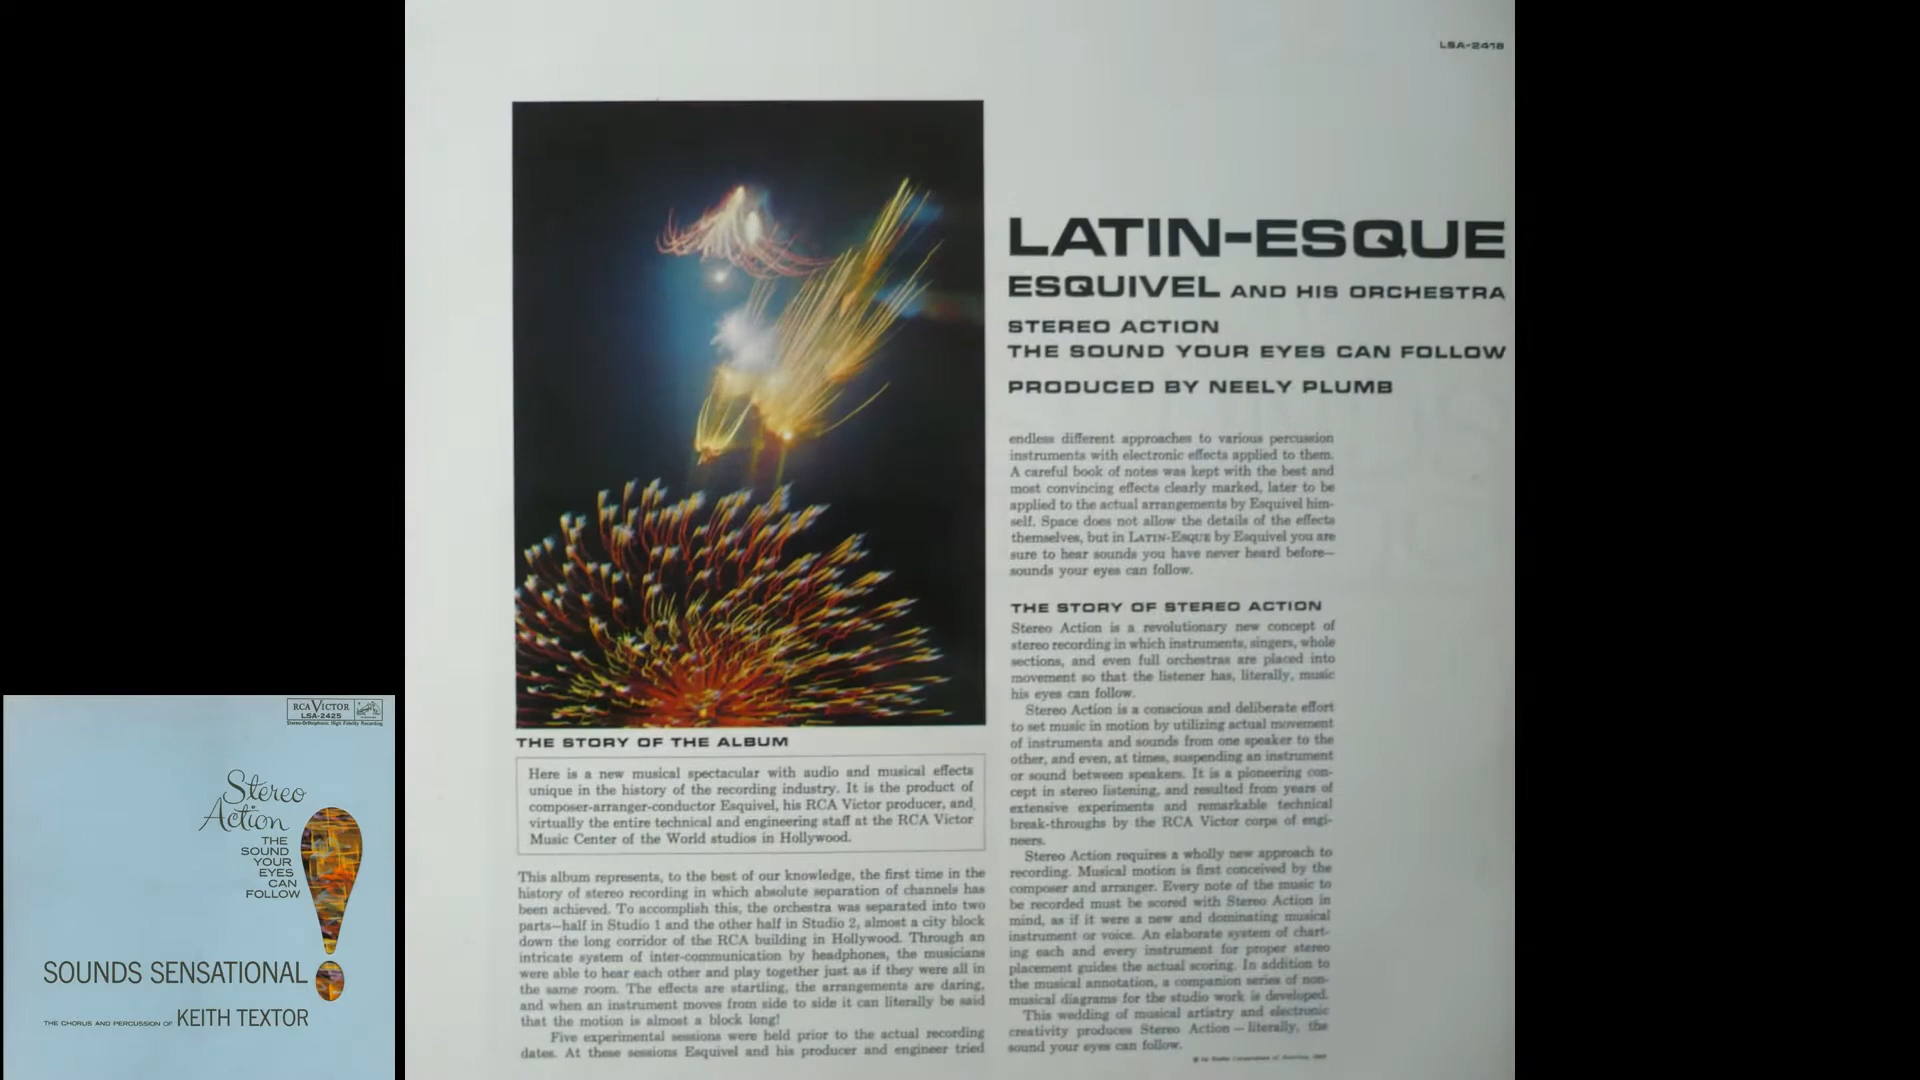 LSA-2418
LATIN-ESQUE
ESQUIVEL AND HIS ORCHESTRA
STEREO ACTION
THE SOUND YOUR EYES CAN FOLLOW
PRODUCED BY NEELY PLUMB
THE STORY OF THE ALBUM
Here is a new musical spectacular with audio and musical effects
unique in the history of the recording industry. It is the product of
composer-arranger-conductor Esquivel, his RCA Victor producer, and
virtually the entire technical and engineering staff at the RCA Victor
Music Center of the World studios in Hollywood.
This album represents, to the best of our knowledge, the first time in the
history of stereo recording in which absolute separation of channels has
been achieved. To accomplish this, the orchestra was separated into two
parts—half in Studio 1 and the other half in Studio 2, almost a city block
down the long corridor of the RCA building in Hollywood. Through an
intricate system of inter-communication by headphones, the musicians
were able to hear each other and play together just as if they were all in
the same room. The effects are startling, the arrangements are daring,
and when an instrument moves from side to side it can literally be said
that the motion is almost a block long!
Five experimental sessions were held prior to the actual recording
dates. At these sessions Esquivel and his producer and engineer tried
endless different approaches to various percussion
instruments with electronic effects applied to them.
A careful book of notes was kept with the best and
most convincing effects clearly marked, later to be
applied to the actual arrangements by Esquivel him-
self. Space does not allow the details of the effects
themselves, but in LATIN-ESQUE by Esquivel you are
sure to hear sounds you have never heard before—
sounds your eyes can follow.
THE STORY OF STEREO ACTION
Stereo Action is a revolutionary new concept of
stereo recording in which instruments, singers, whole
sections, and even full orchestras are placed into
movement so that the listener has, literally, music
his eyes can follow.
Stereo Action is a conscious and deliberate effort
to set music in motion by utilizing actual movement
of instruments and sounds from one speaker to the
other, and even, at times, suspending an instrument
or sound between speakers. It is a pioneering con-
cept in stereo listening, and resulted from years of
extensive experiments and remarkable technical
break-throughs by the RCA Victor corps of engi-
neers.
Stereo Action requires a wholly new approach to
recording. Musical motion is first conceived by the
composer and arranger. Every note of the music to
be recorded must be scored with Stereo Action in
mind, as if it were a new and dominating musical
instrument or voice. An elaborate system of chart-
ing each and every instrument for proper stereo
placement guides the actual scoring. In addition to
the musical annotation, a companion series of non-
musical diagrams for the studio work is developed.
This wedding of musical artistry and electronic
creativity produces Stereo Action—literally, the
sound your eyes can follow.
RCA VICTOR
LSA-2425
Stereo-Orthophonic High Fidelity Recording
Stereo
Action
THE
SOUND
YOUR
EYES
CAN
FOLLOW
SOUNDS SENSATIONAL!
THE CHORUS AND PERCUSSION OF KEITH TEXTOR